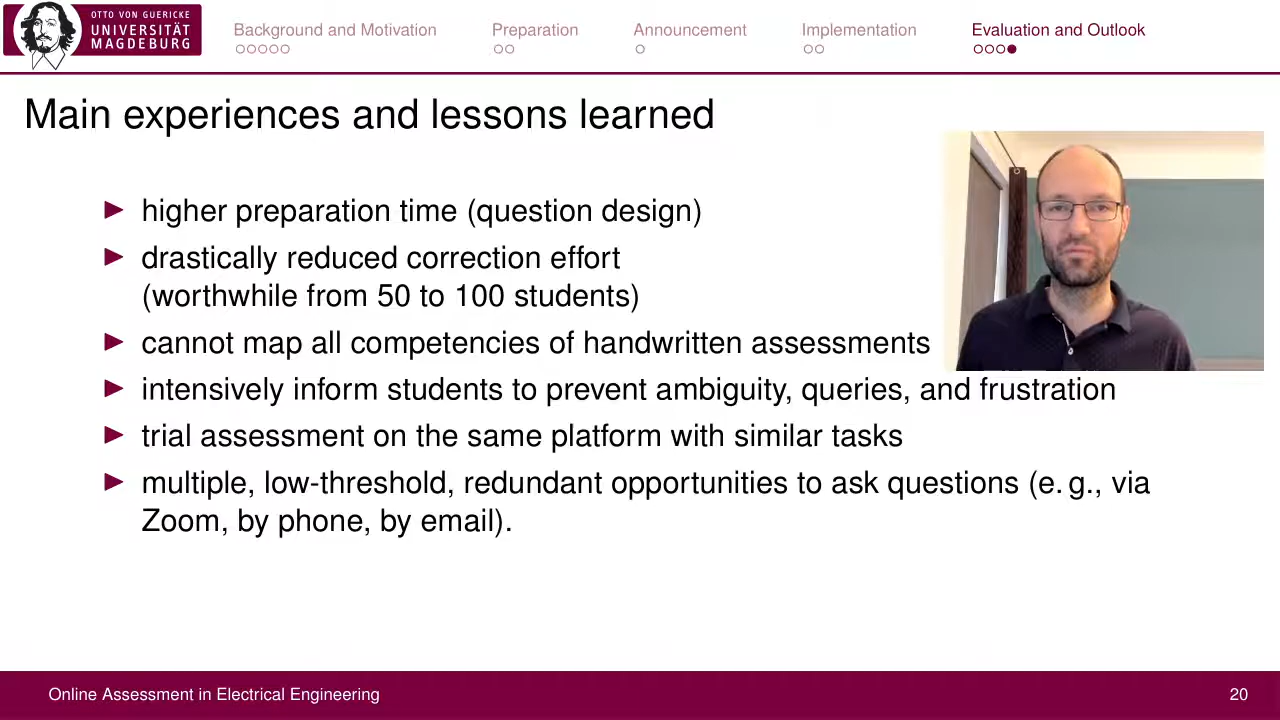 OTTO VON GUERICKE
UNIVERSITÄT
MAGDEBURG
Background and Motivation
Preparation
Announcement
Implementation
Evaluation and Outlook
Main experiences and lessons learned
higher preparation time (question design)
drastically reduced correction effort
(worthwhile from 50 to 100 students)
cannot map all competencies of handwritten assessments
intensively inform students to prevent ambiguity, queries, and frustration
trial assessment on the same platform with similar tasks
multiple, low-threshold, redundant opportunities to ask questions (e. g., via
Zoom, by phone, by email).
Online Assessment in Electrical Engineering
20